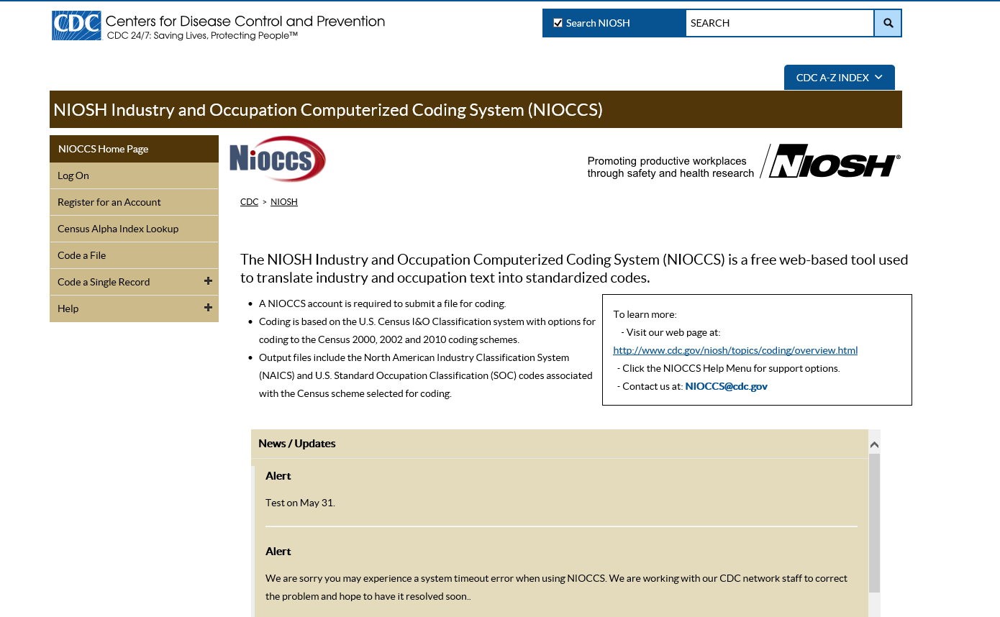 CDC Centers for Disease Control and Prevention
CDC 24/7: Saving Lives, Protecting People™
Search NIOSH
SEARCH
CDC A-Z INDEX
NIOSH Industry and Occupation Computerized Coding System (NIOCCS)
NIOCCS Home Page
Log On
Register for an Account
Census Alpha Index Lookup
Code a File
Code a Single Record
Help
Nioccs
Promoting productive workplaces
through safety and health research
NIOSH®
CDC > NIOSH
The NIOSH Industry and Occupation Computerized Coding System (NIOCCS) is a free web-based tool used
to translate industry and occupation text into standardized codes.
• A NIOCCS account is required to submit a file for coding.
• Coding is based on the U.S. Census I&O Classification system with options for
coding to the Census 2000, 2002 and 2010 coding schemes.
• Output files include the North American Industry Classification System
(NAICS) and U.S. Standard Occupation Classification (SOC) codes associated
with the Census scheme selected for coding.
To learn more:
- Visit our web page at:
http://www.cdc.gov/niosh/topics/coding/overview.html
- Click the NIOCCS Help Menu for support options.
- Contact us at: NIOCCS@cdc.gov
News / Updates
Alert
Test on May 31.
Alert
We are sorry you may experience a system timeout error when using NIOCCS. We are working with our CDC network staff to correct
the problem and hope to have it resolved soon..